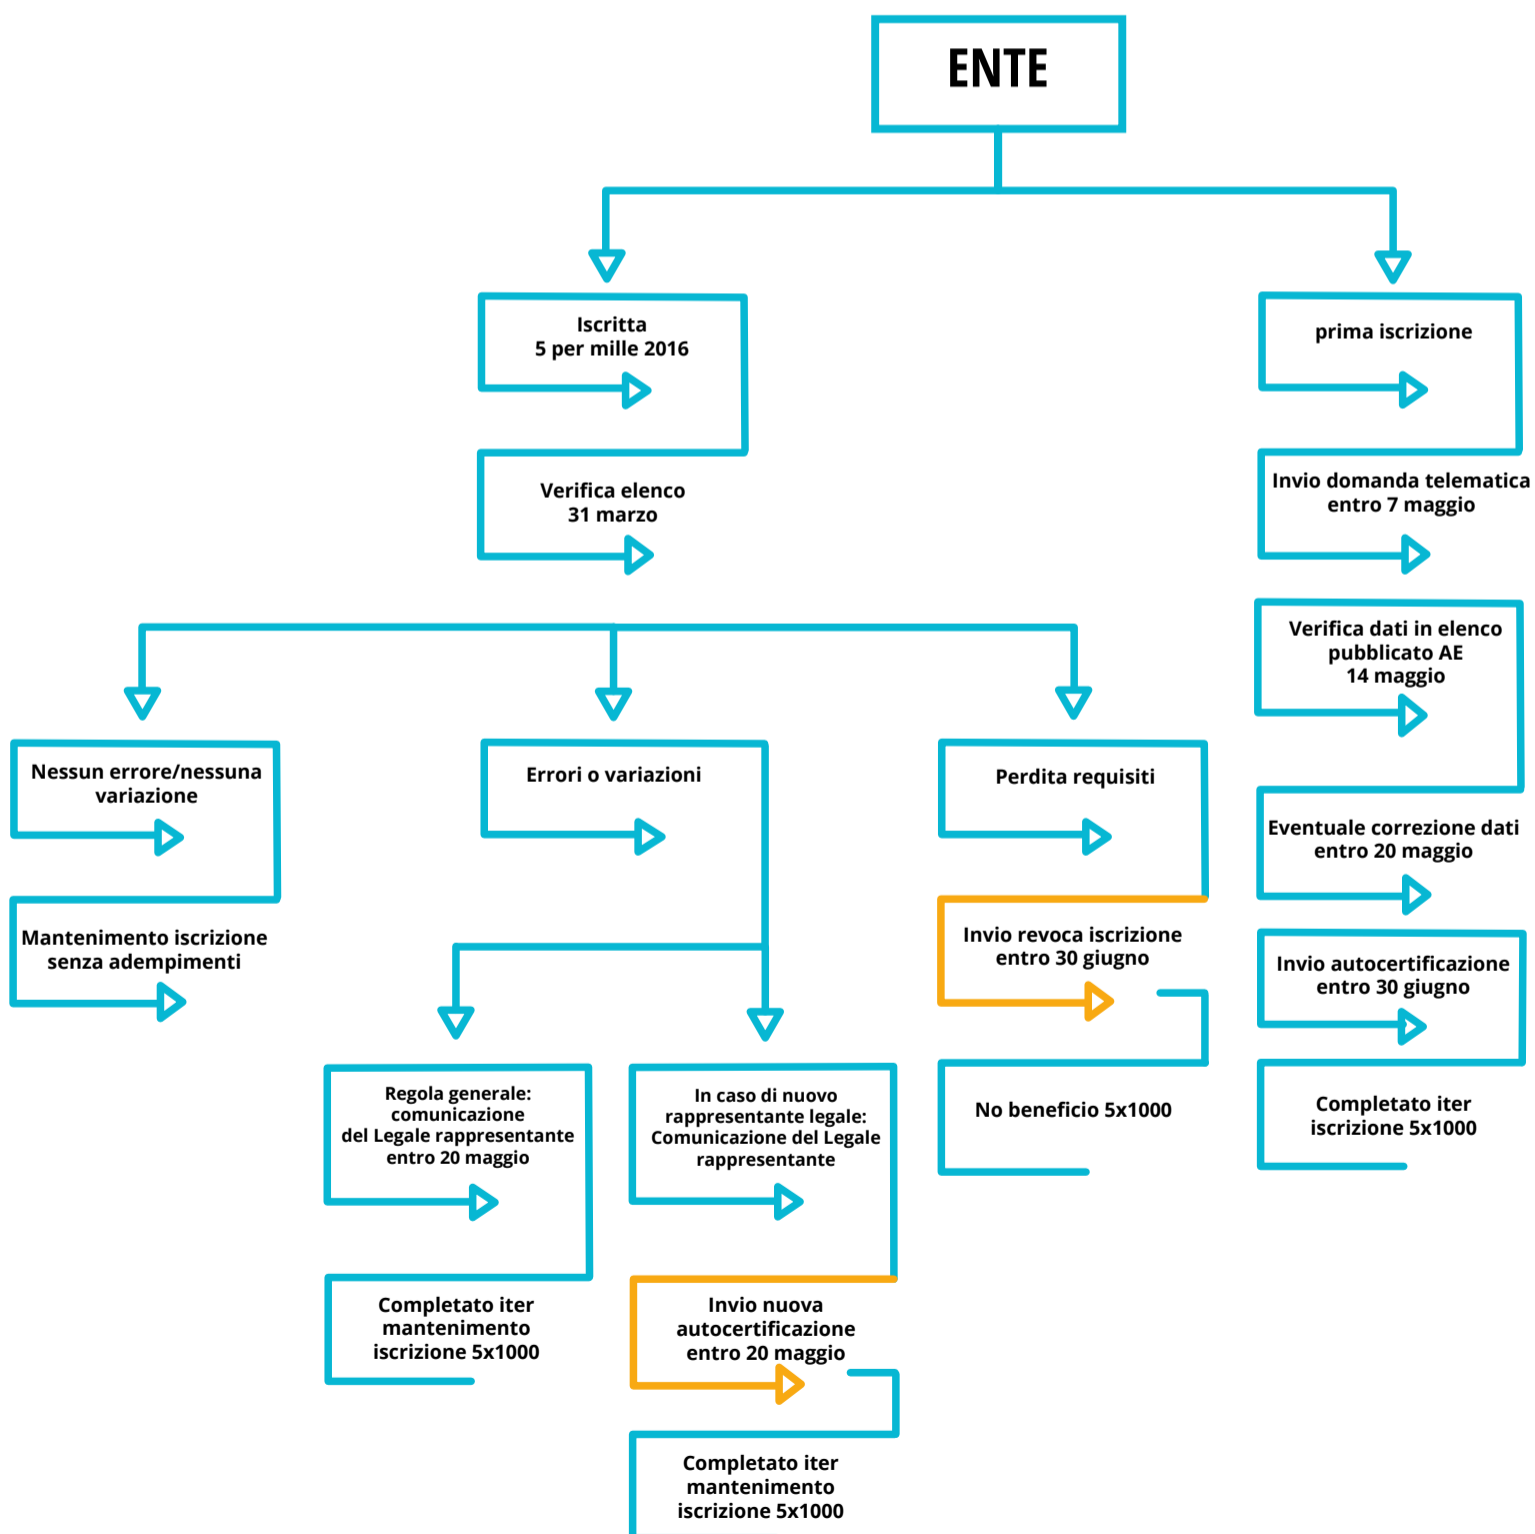 ENTE
Iscritta
5 per mille 2016
prima iscrizione
Verifica elenco
31 marzo
Invio domanda telematica
entro 7 maggio
Verifica dati in elenco
pubblicato AE
14 maggio
Nessun errore/nessuna
variazione
Errori o variazioni
Perdita requisiti
Eventuale correzione dati
entro 20 maggio
Mantenimento iscrizione
senza adempimenti
Invio revoca iscrizione
entro 30 giugno
Invio autocertificazione
entro 30 giugno
Regola generale:
comunicazione
del Legale rappresentante
entro 20 maggio
In caso di nuovo
rappresentante legale:
Comunicazione del Legale
rappresentante
No beneficio 5x1000
Completato iter
iscrizione 5x1000
Completato iter
mantenimento
iscrizione 5x1000
Invio nuova
autocertificazione
entro 20 maggio
Completato iter
mantenimento
iscrizione 5x1000